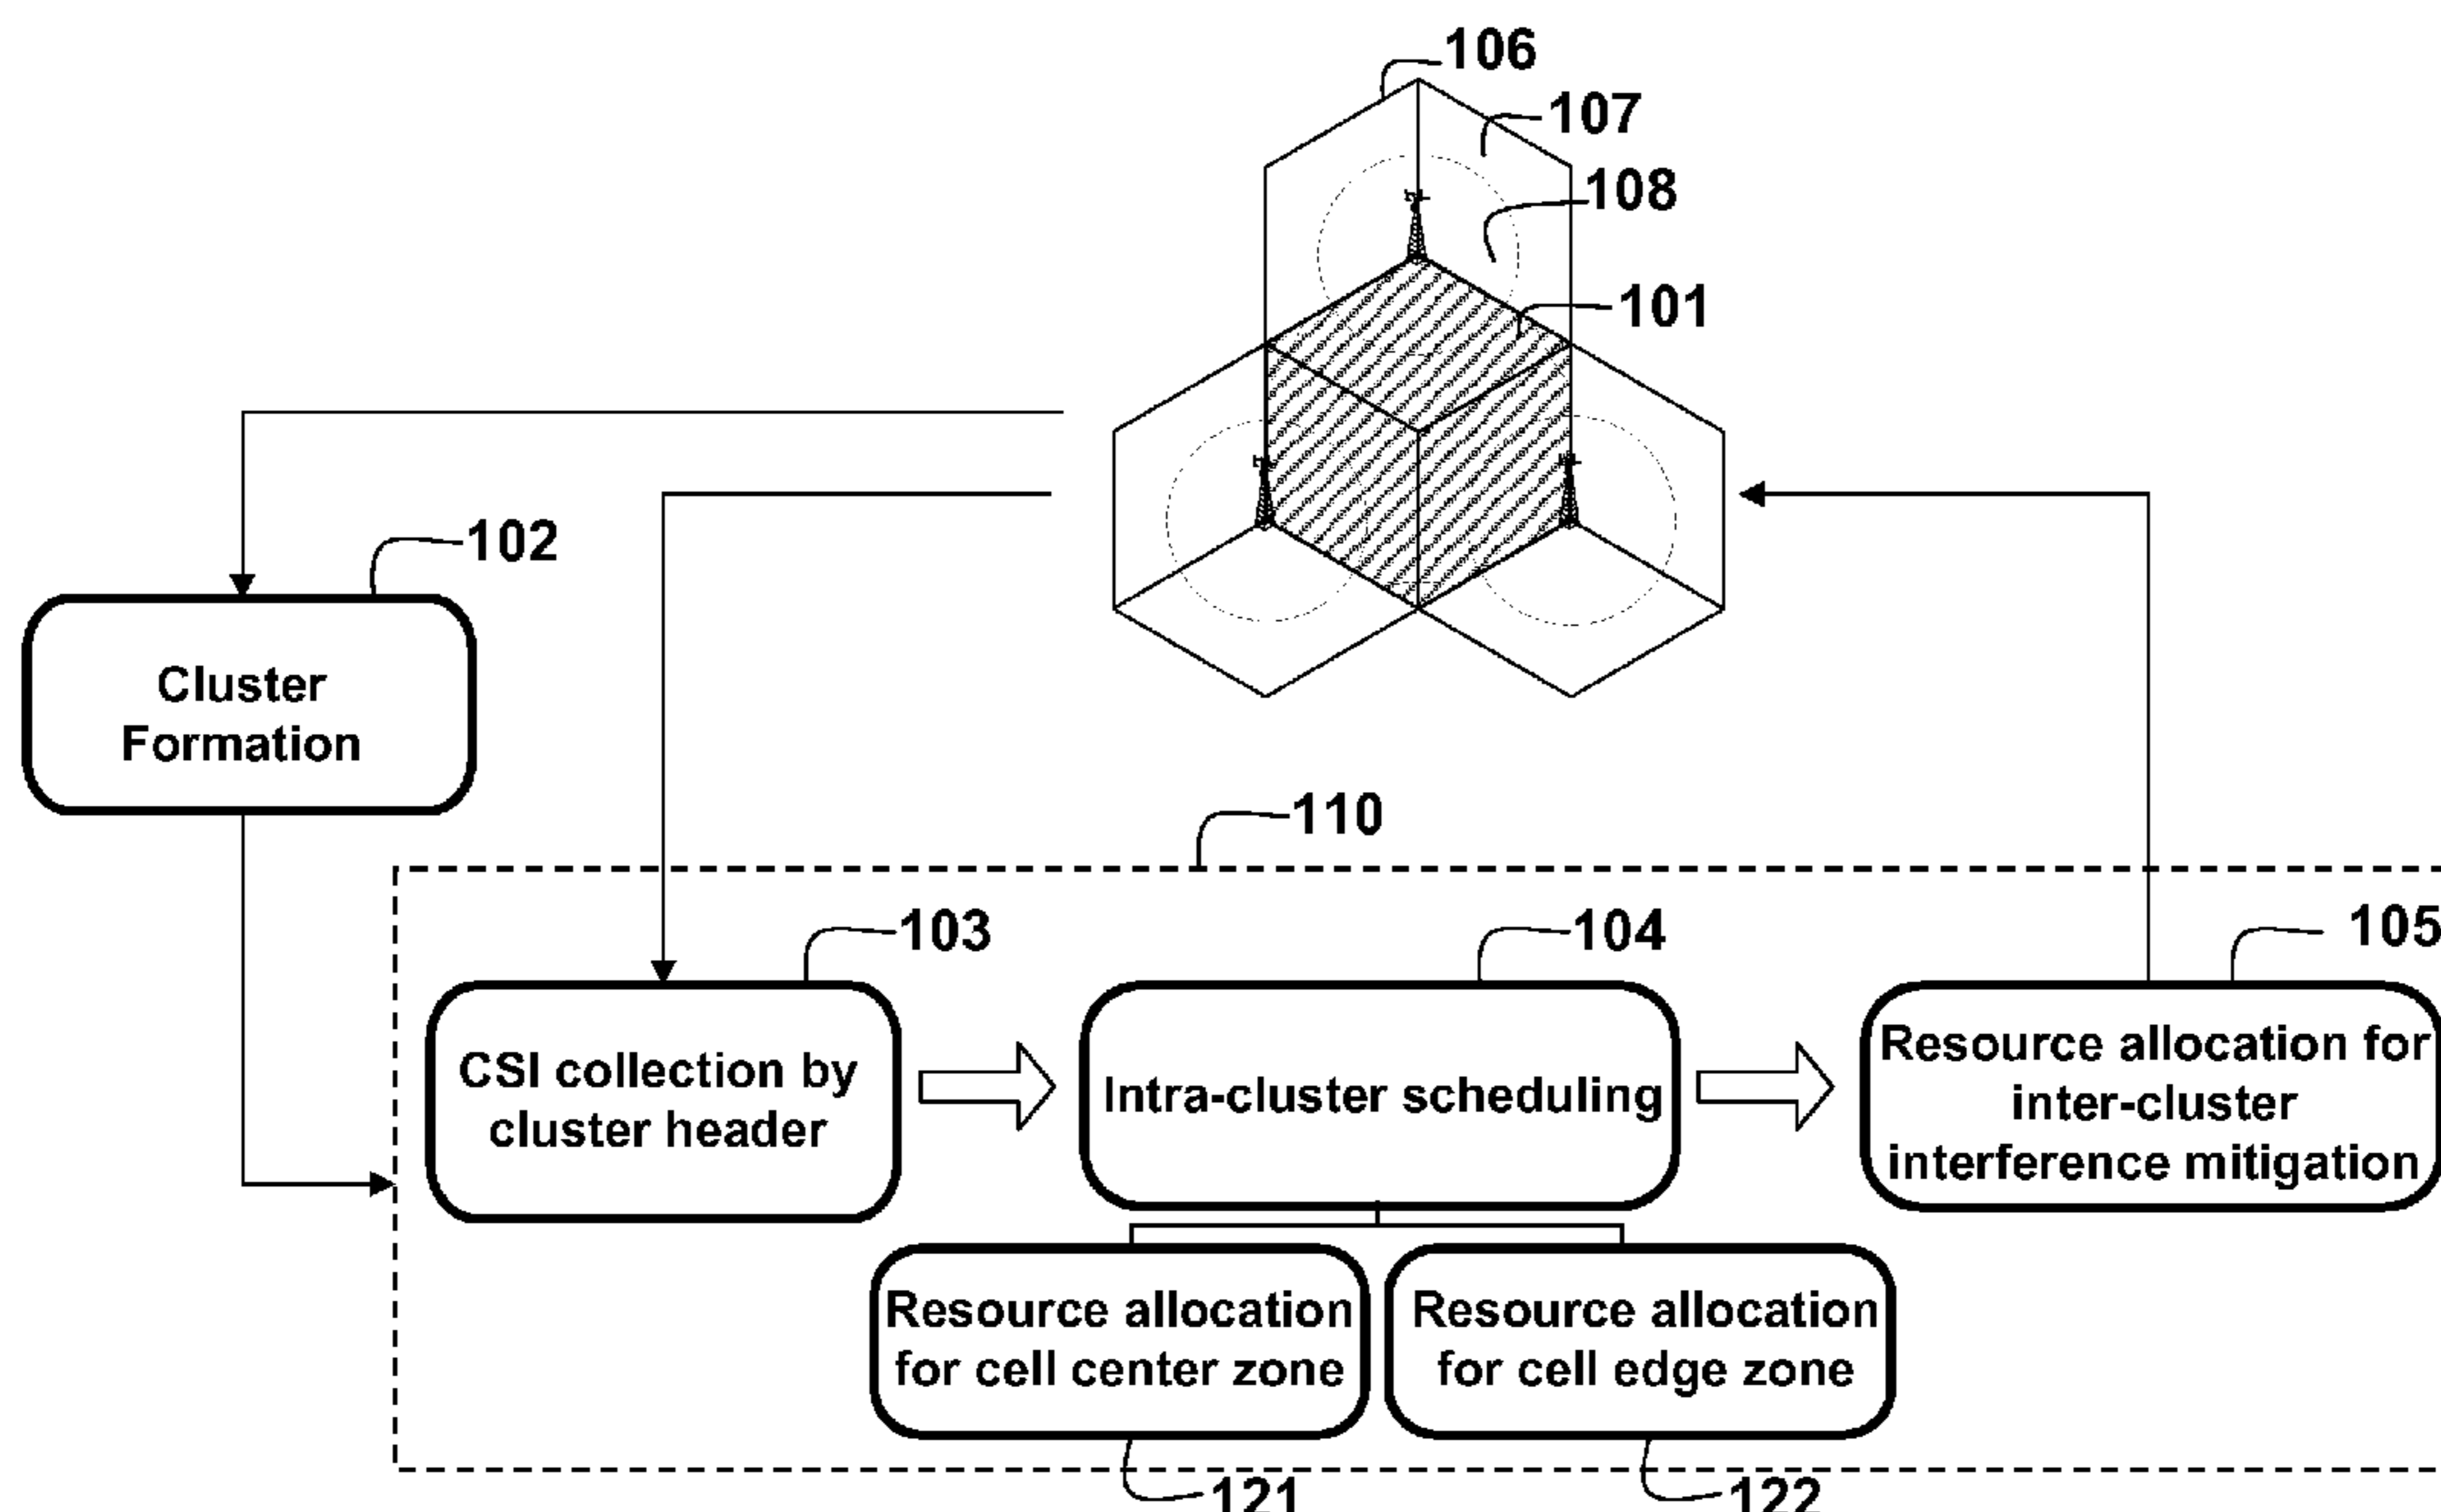 106
107
108
101
102
Cluster
Formation
110
103
104
105
CSI collection by
cluster header
Intra-cluster scheduling
Resource allocation for
inter-cluster
interference mitigation
Resource allocation
for cell center zone
Resource allocation
for cell edge zone
121
122